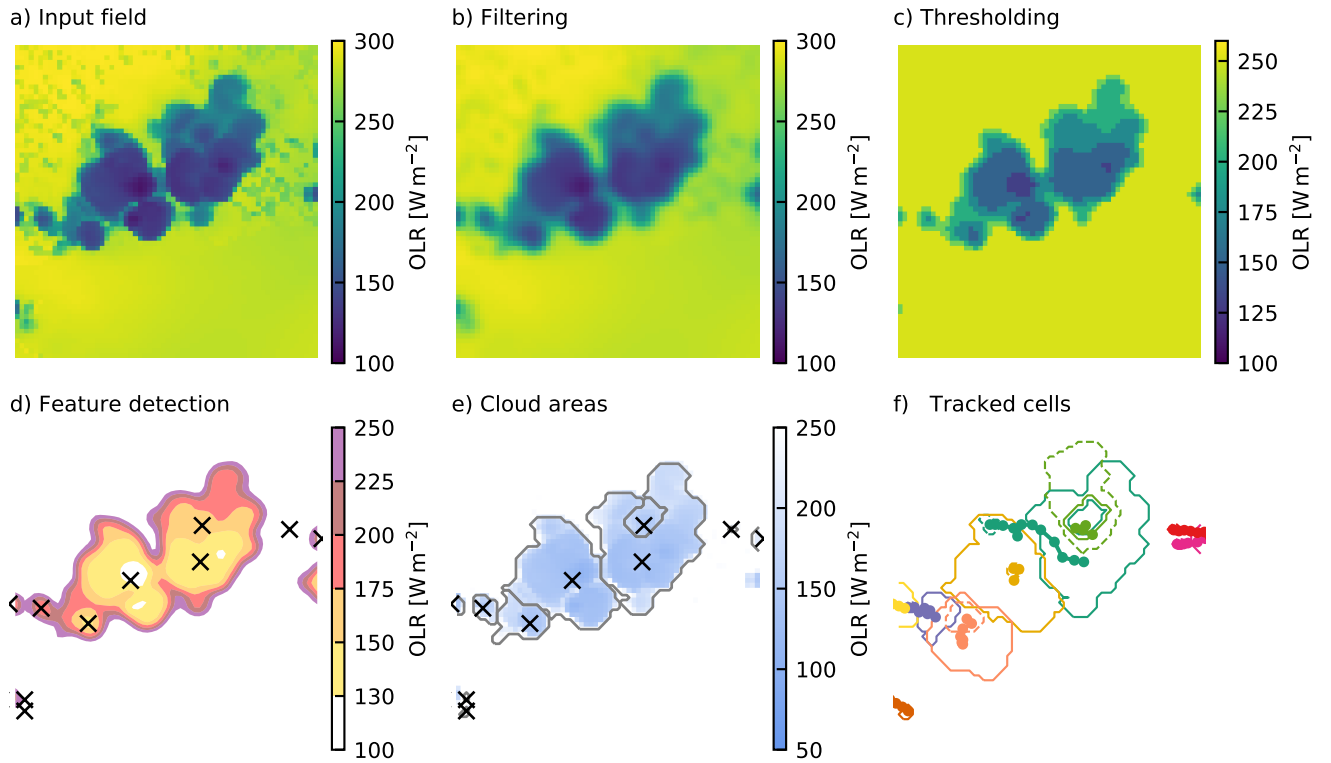 a) Input field
300
250
200
150
100
OLR [W m⁻²]
b) Filtering
300
250
200
150
100
OLR [W m⁻²]
c) Thresholding
250
225
200
175
150
125
100
OLR [W m⁻²]
d) Feature detection
250
225
200
175
150
130
100
OLR [W m⁻²]
e) Cloud areas
250
200
150
100
50
OLR [W m⁻²]
f) Tracked cells